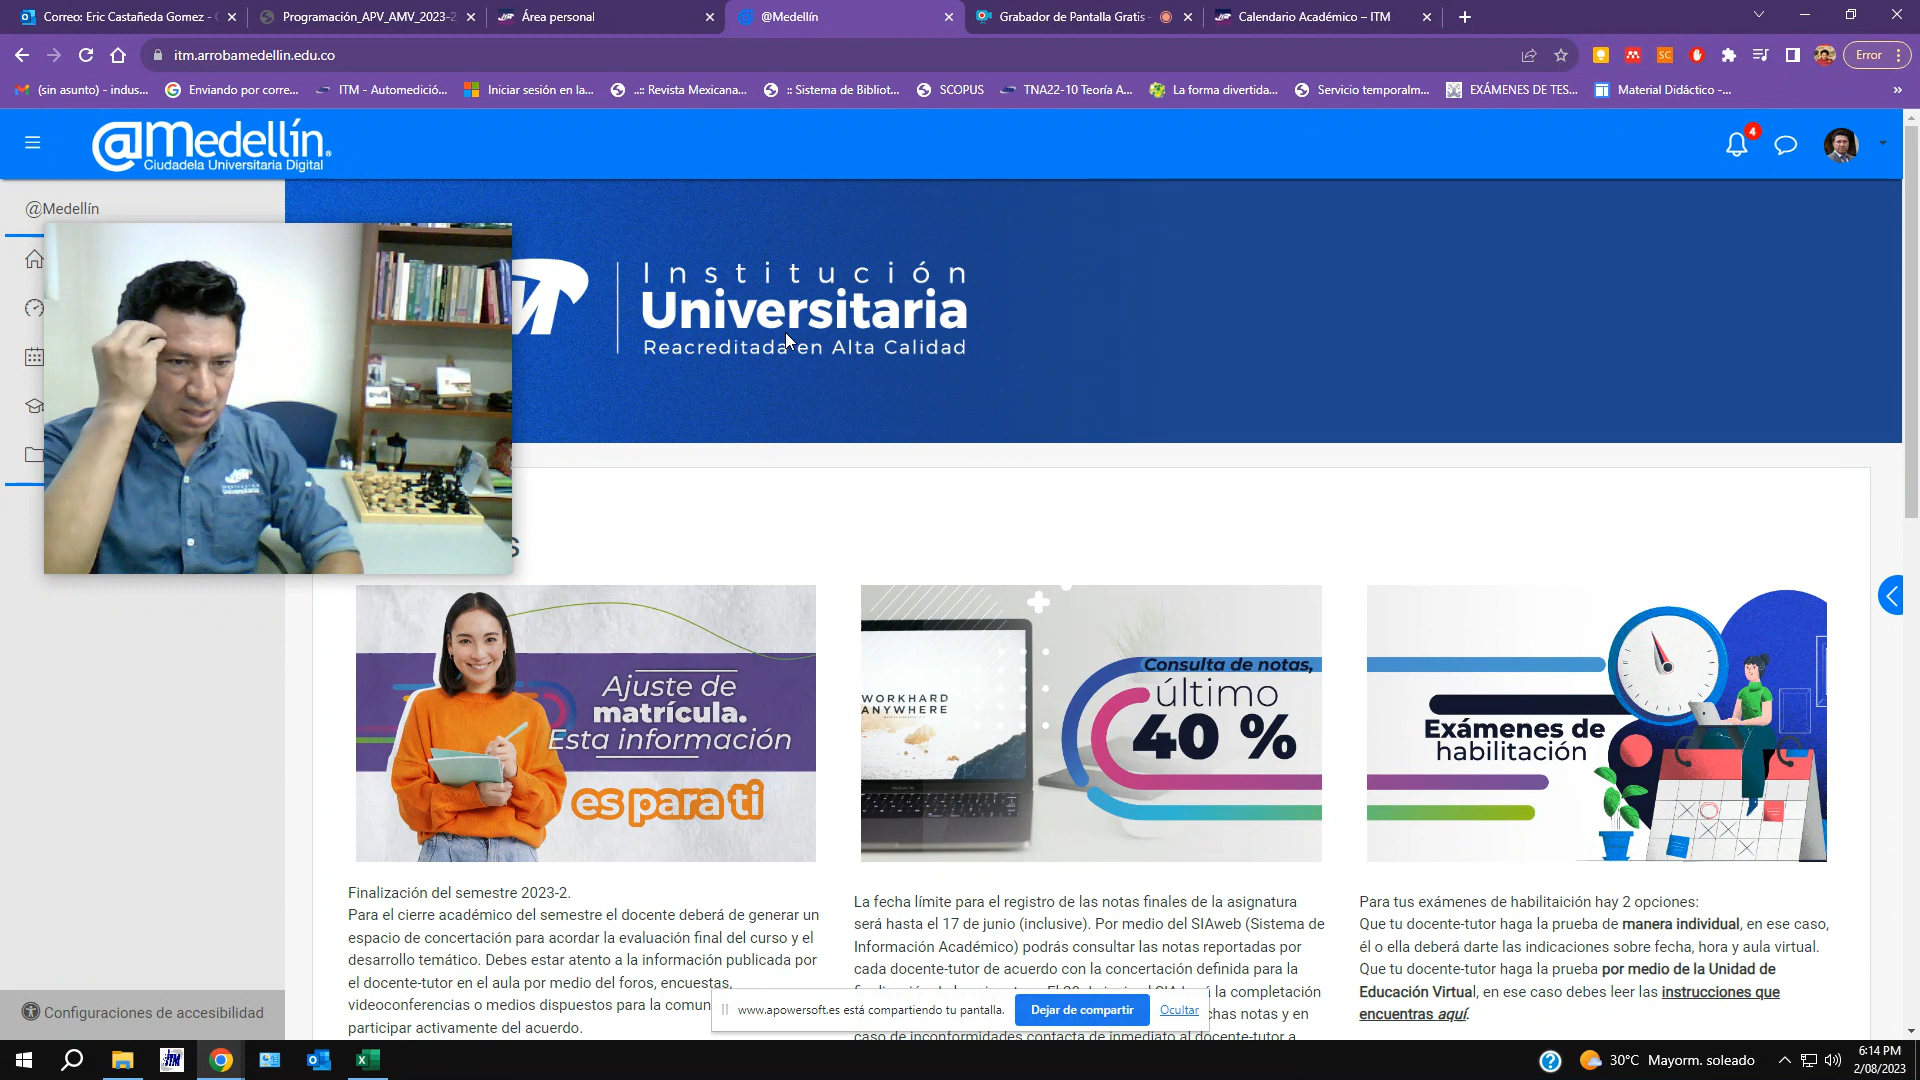 Correo: Eric Castañeda Gomez -
Programación_APV_AMV_2023-2
Área personal
@Medellín
Grabador de Pantalla Gratis
Calendario Académico – ITM
itm.arrobamedellin.edu.co
Error
(sin asunto) - indus...
Enviando por corre...
ITM - Automedició...
Iniciar sesión en la...
..:: Revista Mexicana...
:: Sistema de Bibliot...
SCOPUS
TNA22-10 Teoría A...
La forma divertida...
Servicio temporalm...
EXÁMENES DE TES...
Material Didáctico -...
»
@Medellín®
Ciudadela Universitaria Digital
4
@Medellín
Institución
Universitaria
Reacreditada en Alta Calidad
s
Ajuste de
matrícula.
Esta información
es para ti
WORKHARD
ANYWHERE
Consulta de notas,
último
40 %
Exámenes de
habilitación
Finalización del semestre 2023-2.
Para el cierre académico del semestre el docente deberá de generar un
espacio de concertación para acordar la evaluación final del curso y el
desarrollo temático. Debes estar atento a la información publicada por
el docente-tutor en el aula por medio del foros, encuestas,
videoconferencias o medios dispuestos para la comun
participar activamente del acuerdo.
La fecha límite para el registro de las notas finales de la asignatura
será hasta el 17 de junio (inclusive). Por medio del SIAweb (Sistema de
Información Académico) podrás consultar las notas reportadas por
cada docente-tutor de acuerdo con la concertación definida para la
la completación
chas notas y en
caso de inconformidades contacta de inmediato al docente-tutor a
Para tus exámenes de habilitaición hay 2 opciones:
Que tu docente-tutor haga la prueba de manera individual, en ese caso,
él o ella deberá darte las indicaciones sobre fecha, hora y aula virtual.
Que tu docente-tutor haga la prueba por medio de la Unidad de
Educación Virtual, en ese caso debes leer las instrucciones que
encuentras aquí.
www.apowersoft.es está compartiendo tu pantalla.
Dejar de compartir
Ocultar
Configuraciones de accesibilidad
30°C Mayorm. soleado
6:14 PM
2/08/2023